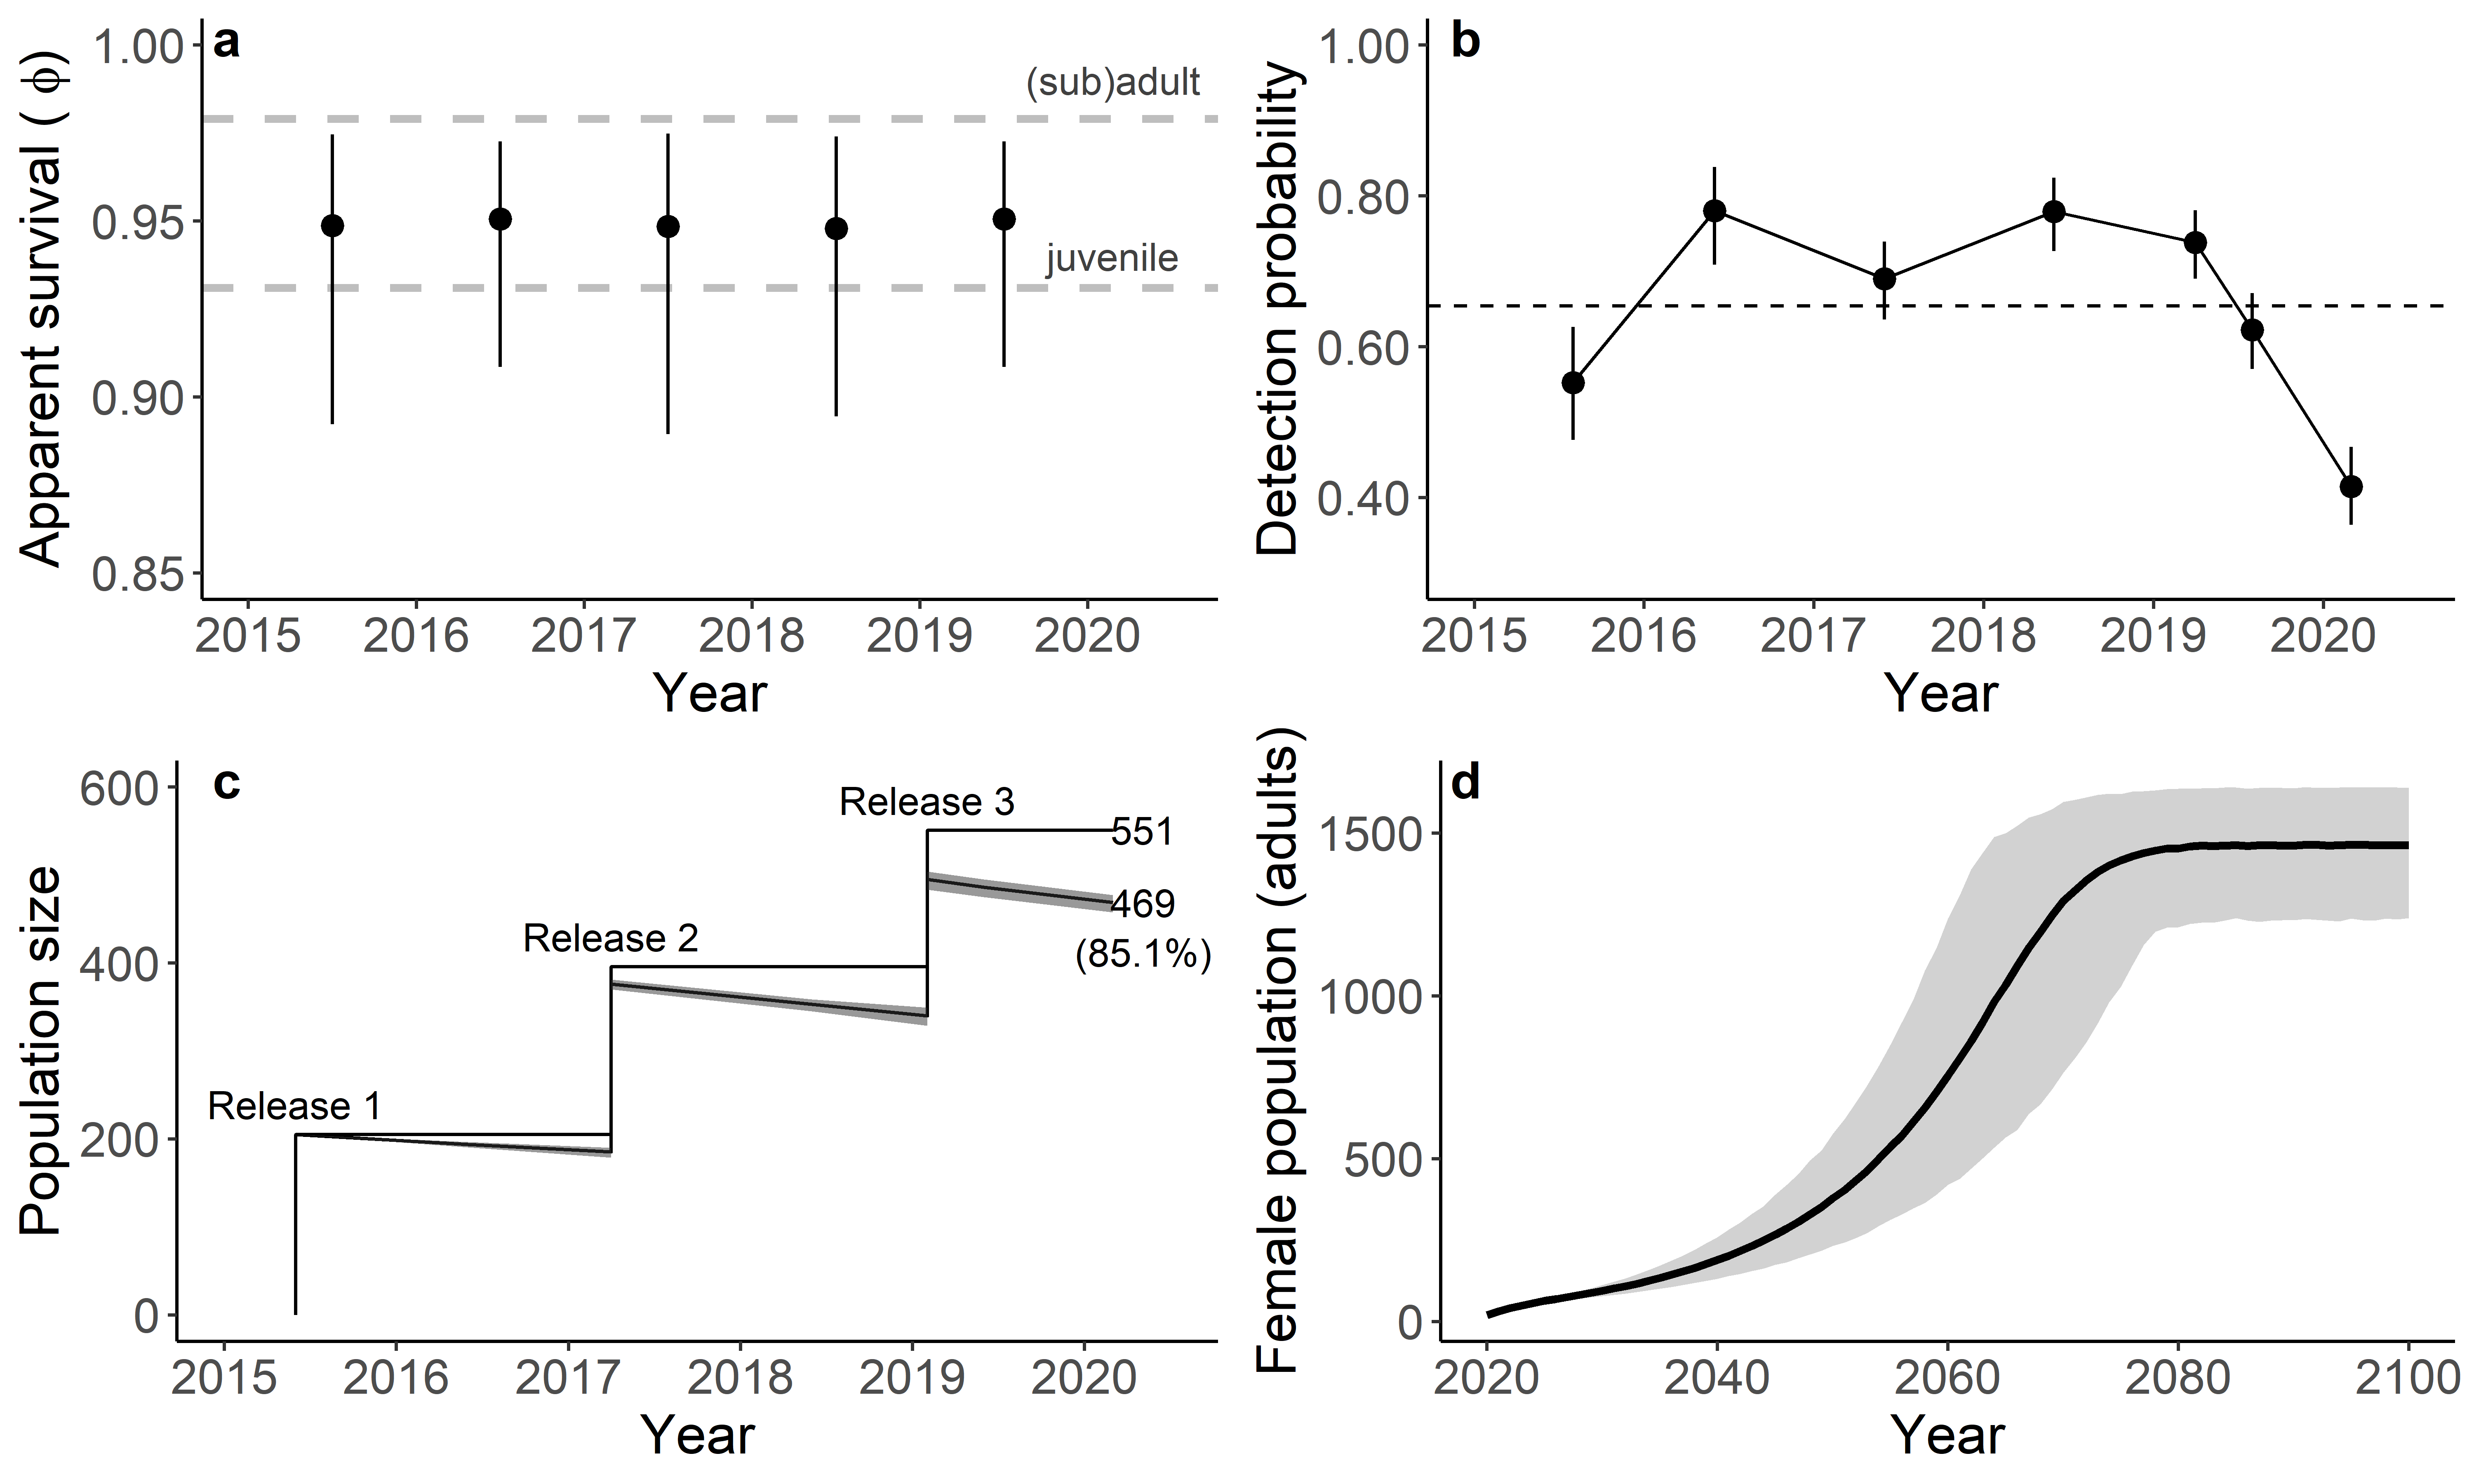 a
Apparent survival ( ϕ)
1.00
0.95
0.90
0.85
(sub)adult
juvenile
2015 2016 2017 2018 2019 2020
Year
b
Detection probability
1.00
0.80
0.60
0.40
2015 2016 2017 2018 2019 2020
Year
c
Population size
600
400
200
0
Release 1
Release 2
Release 3
551
469
(85.1%)
2015 2016 2017 2018 2019 2020
Year
d
Female population (adults)
1500
1000
500
0
2020 2040 2060 2080 2100
Year